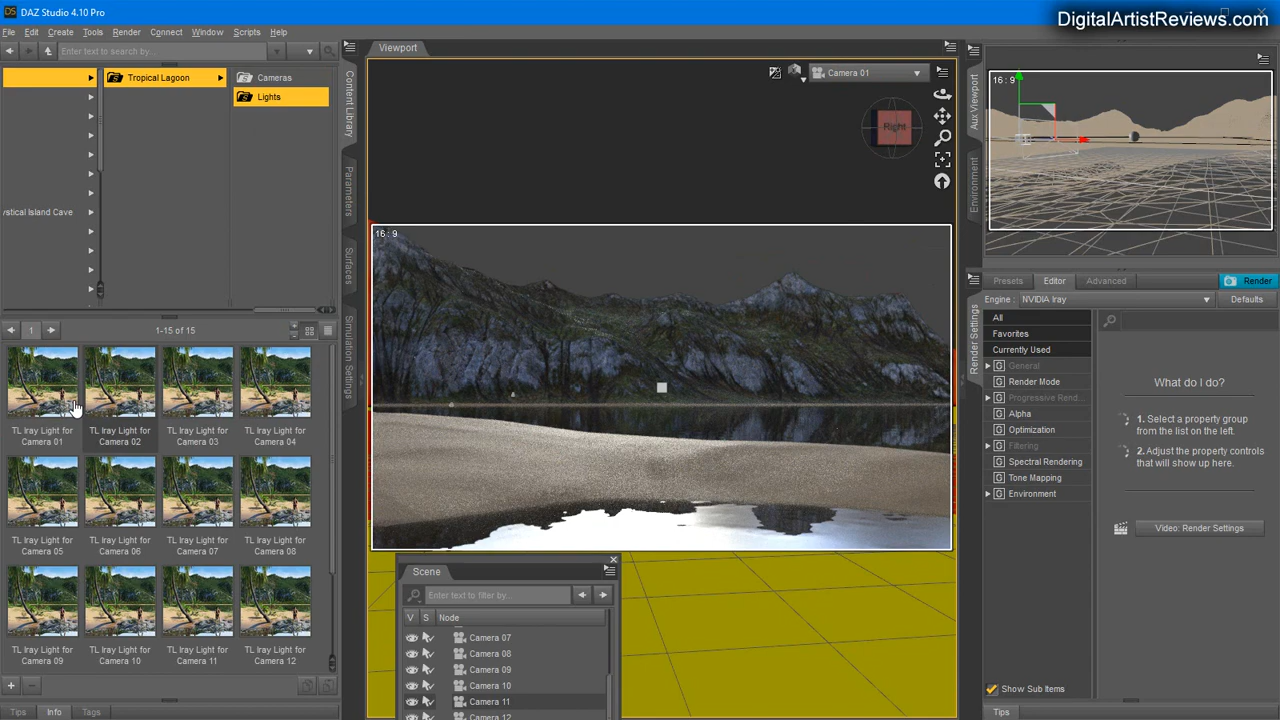 DS DAZ Studio 4.10 Pro
DigitalArtistReviews.com
File Edit Create Tools Render Connect Window Scripts Help
Enter text to search by...
Viewport
Tropical Lagoon
Cameras
Lights
ystical Island Cave
Content Library
Parameters
Surfaces
Simulation Settings
Camera 01
Right
16 : 9
Aux Viewport
Environment
16 : 9
1
1-15 of 15
TL Iray Light for Camera 01
TL Iray Light for Camera 02
TL Iray Light for Camera 03
TL Iray Light for Camera 04
TL Iray Light for Camera 05
TL Iray Light for Camera 06
TL Iray Light for Camera 07
TL Iray Light for Camera 08
TL Iray Light for Camera 09
TL Iray Light for Camera 10
TL Iray Light for Camera 11
TL Iray Light for Camera 12
Tips Info Tags
Scene
Enter text to filter by...
V S Node
Camera 07
Camera 08
Camera 09
Camera 10
Camera 11
Camera 12
Render Settings
Presets Editor Advanced Render
Engine : NVIDIA Iray Defaults
All
Favorites
Currently Used
G General
G Render Mode
G Progressive Rend...
G Alpha
G Optimization
G Filtering
G Spectral Rendering
G Tone Mapping
G Environment
What do I do?
1. Select a property group
from the list on the left.
2. Adjust the property controls
that will show up here.
Video: Render Settings
Show Sub Items
Tips